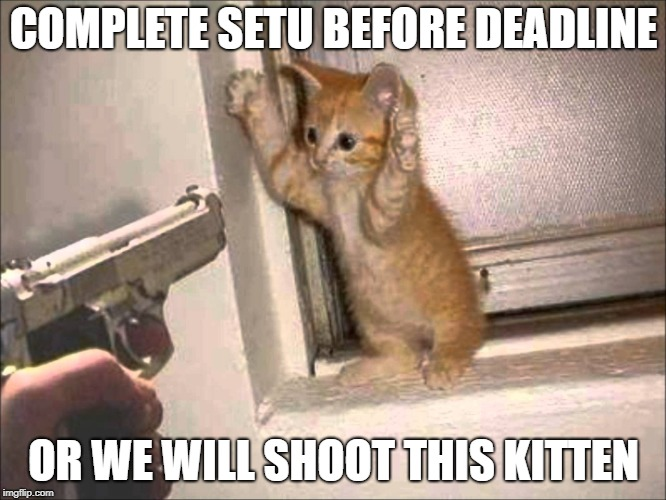 COMPLETE SETU BEFORE DEADLINE
OR WE WILL SHOOT THIS KITTEN
imgflip.com